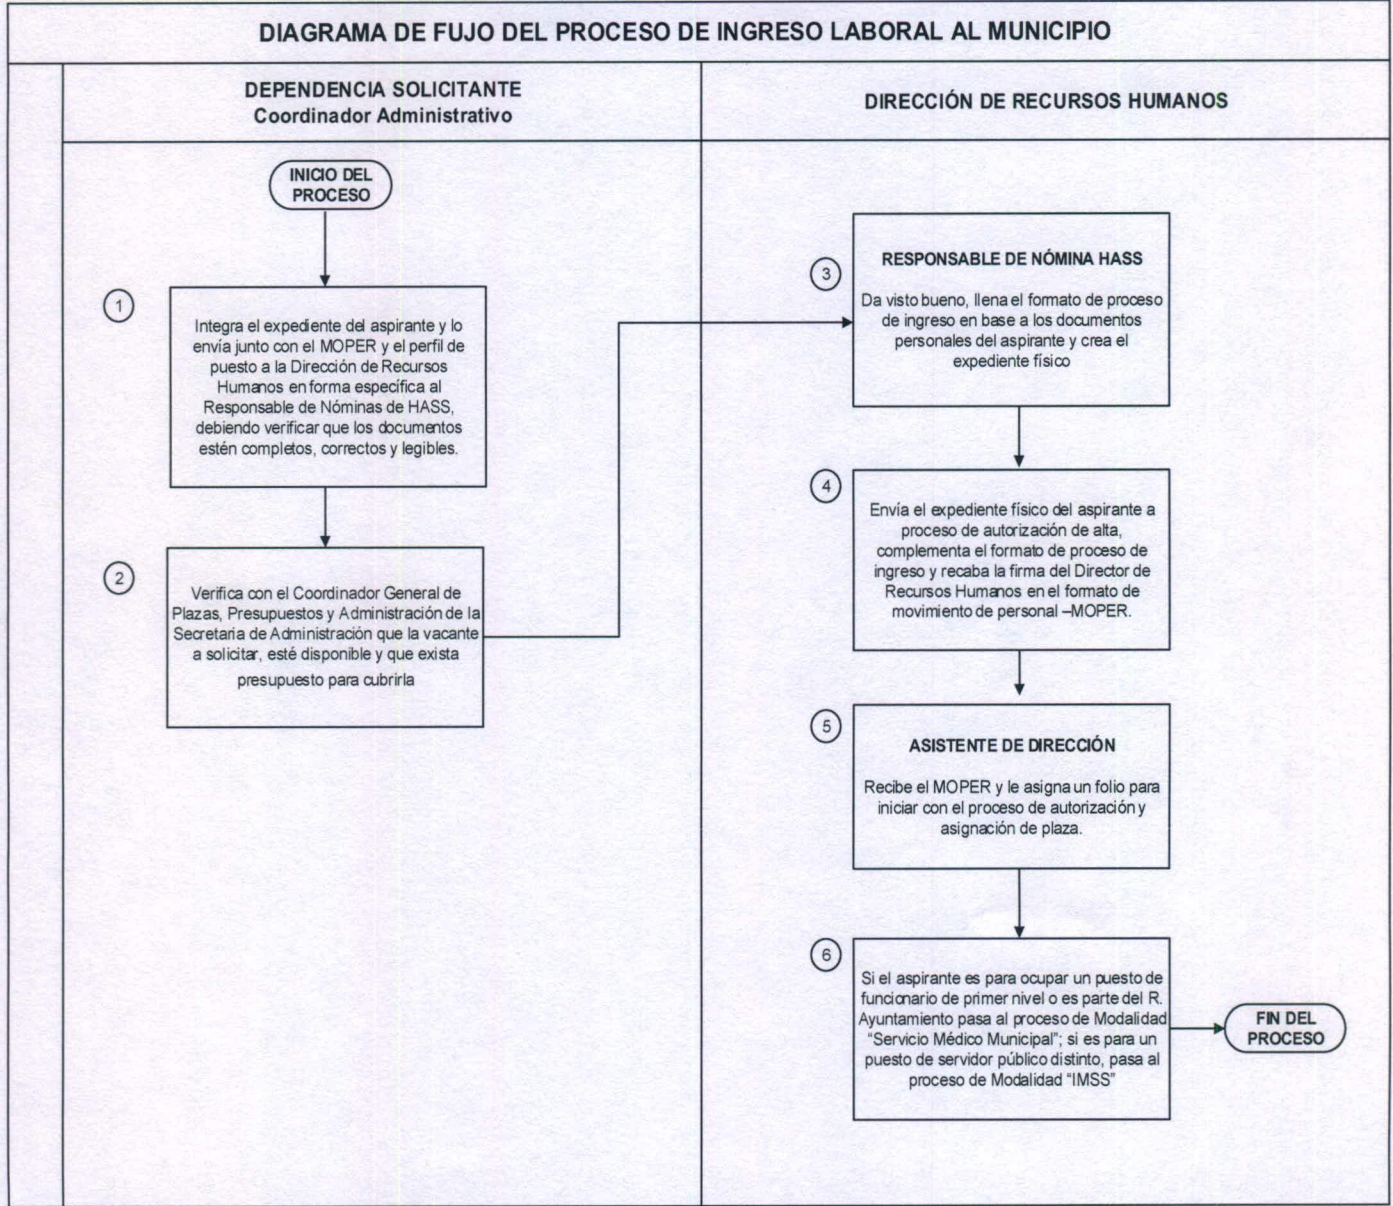 DIAGRAMA DE FUJO DEL PROCESO DE INGRESO LABORAL AL MUNICIPIO
DEPENDENCIA SOLICITANTE
Coordinador Administrativo
DIRECCIÓN DE RECURSOS HUMANOS
INICIO DEL
PROCESO
1
Integra el expediente del aspirante y lo
envía junto con el MOPER y el perfil de
puesto a la Dirección de Recursos
Humanos en forma específica al
Responsable de Nóminas de HASS,
debiendo verificar que los documentos
estén completos, correctos y legibles.
2
Verifica con el Coordinador General de
Plazas, Presupuestos y Administración de la
Secretaria de Administración que la vacante
a solicitar, esté disponible y que exista
presupuesto para cubrirla
3
RESPONSABLE DE NÓMINA HASS
Da visto bueno, llena el formato de proceso
de ingreso en base a los documentos
personales del aspirante y crea el
expediente físico
4
Envía el expediente físico del aspirante a
proceso de autorización de alta,
complementa el formato de proceso de
ingreso y recaba la firma del Director de
Recursos Humanos en el formato de
movimiento de personal –MOPER.
5
ASISTENTE DE DIRECCIÓN
Recibe el MOPER y le asigna un folio para
iniciar con el proceso de autorización y
asignación de plaza.
6
Si el aspirante es para ocupar un puesto de
funcionario de primer nivel o es parte del R.
Ayuntamiento pasa al proceso de Modalidad
“Servicio Médico Municipal”; si es para un
puesto de servidor público distinto, pasa al
proceso de Modalidad “IMSS”
FIN DEL
PROCESO